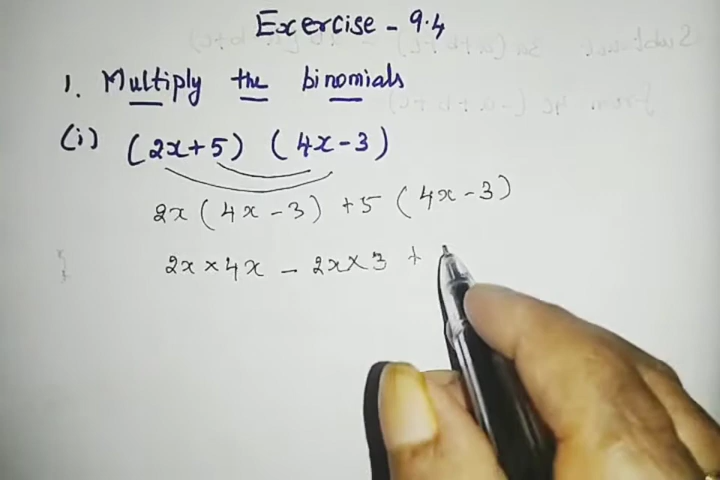 Excercise - 9.4
1. Multiply the binomials
(i) (2x+5) (4x-3)
2x (4x-3) +5 (4x-3)
2x × 4x - 2x × 3 +